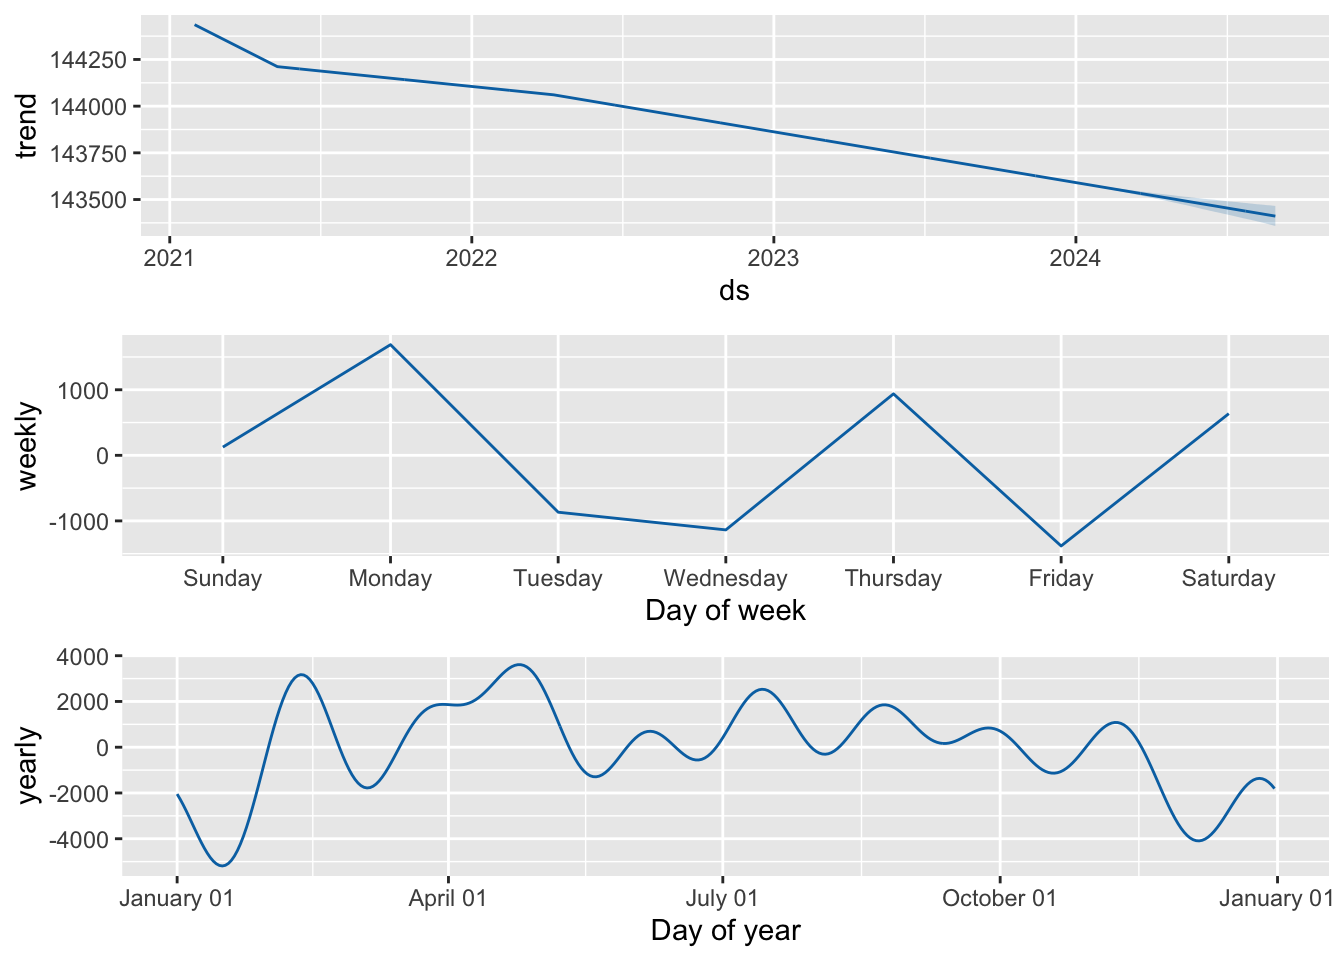 trend
144250
144000
143750
143500
2021 2022 2023 2024
ds
weekly
1000
0
-1000
Sunday Monday Tuesday Wednesday Thursday Friday Saturday
Day of week
yearly
4000
2000
0
-2000
-4000
January 01 April 01 July 01 October 01 January 01
Day of year